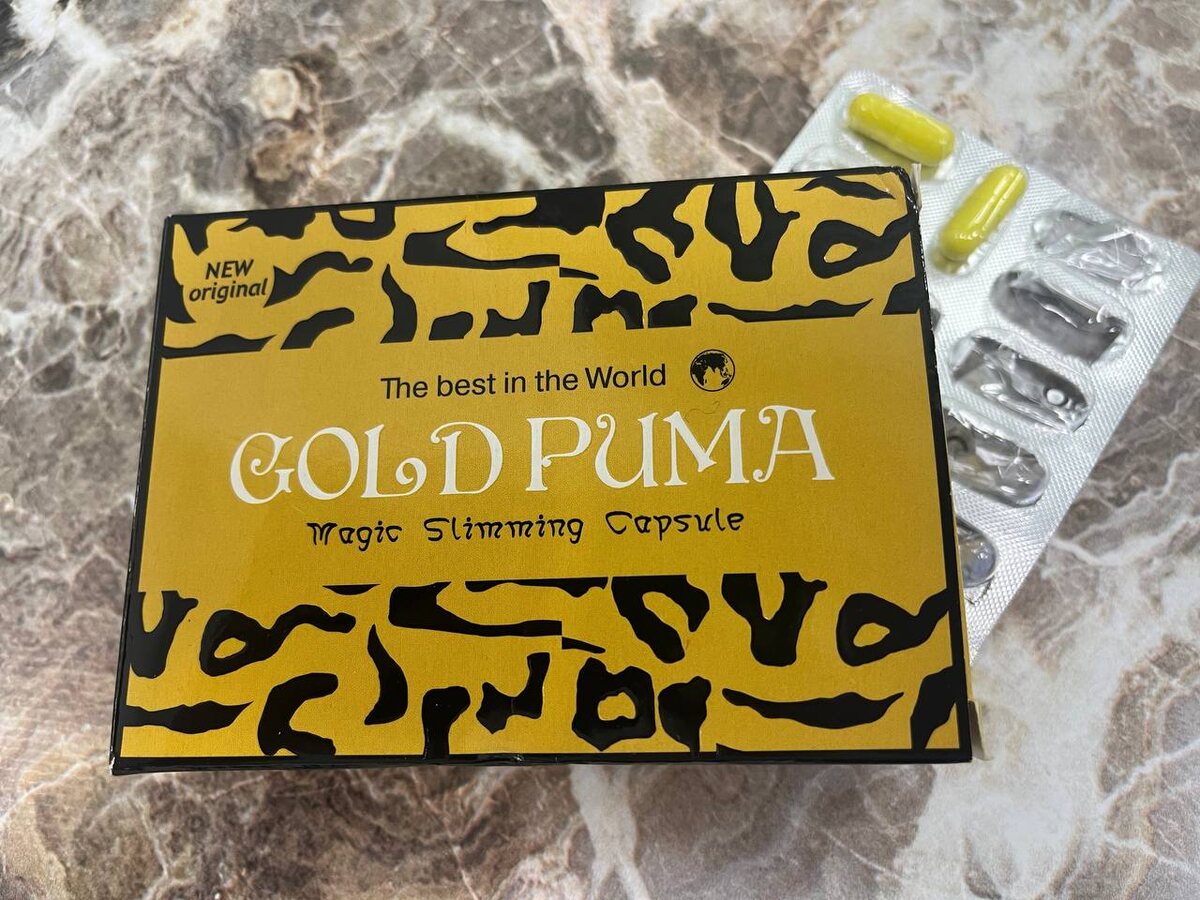 NEW
original
The best in the World
GOLD PUMA
Magic Slimming Capsule